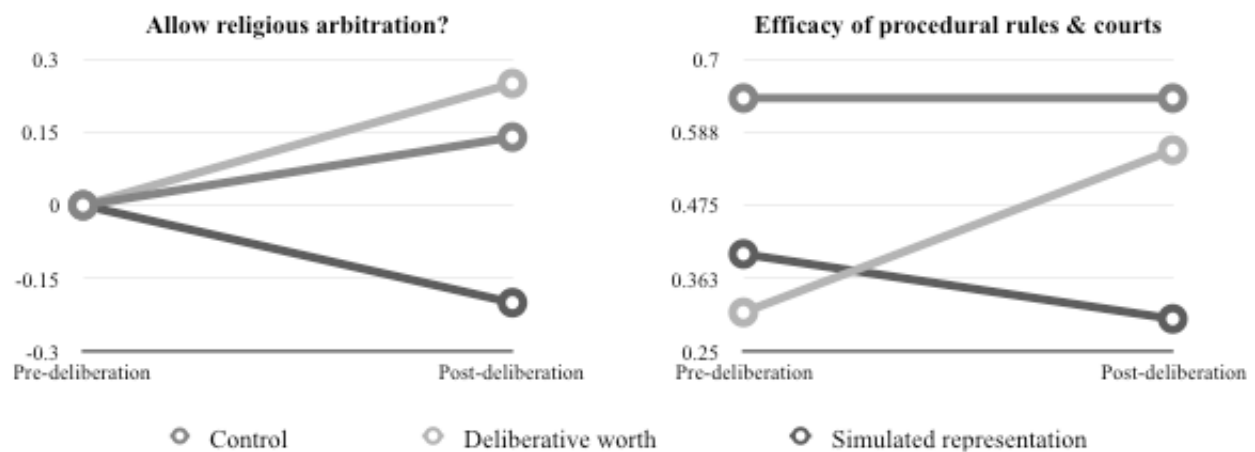 Allow religious arbitration?
0.3
0.15
0
-0.15
-0.3
Pre-deliberation Post-deliberation
Efficacy of procedural rules & courts
0.7
0.588
0.475
0.363
0.25
Pre-deliberation Post-deliberation
Control Deliberative worth Simulated representation